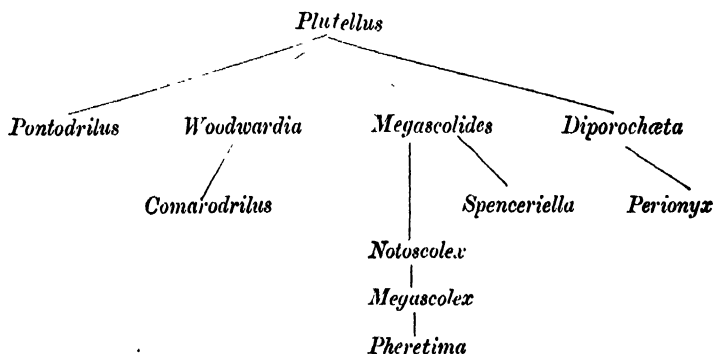 Plutellus
Pontodrilus Woodwardia Megascolides Diporochæta
Comarodrilus Spenceriella Perionyx
Notoscolex
Megascolex
Pheretima